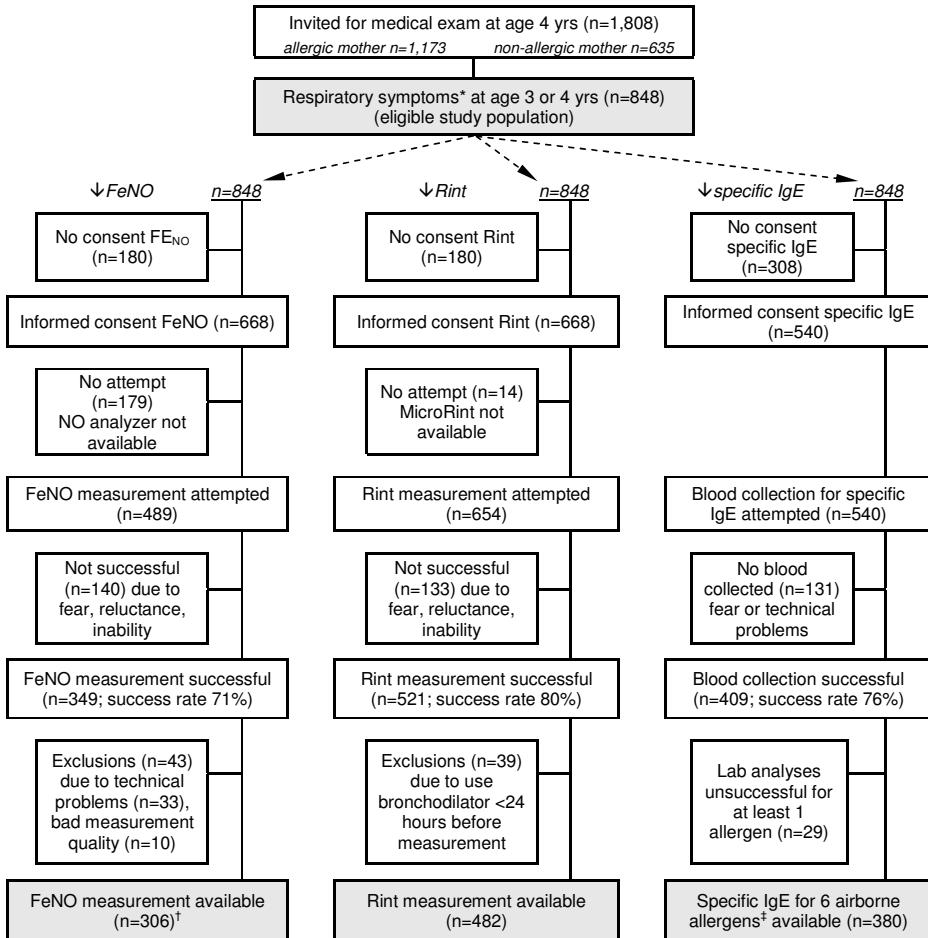 Invited for medical exam at age 4 yrs (n=1,808)
allergic mother n=1,173 non-allergic mother n=635
Respiratory symptoms* at age 3 or 4 yrs (n=848)
(eligible study population)
↓FeNO n=848
No consent FENO
(n=180)
Informed consent FeNO (n=668)
No attempt
(n=179)
NO analyzer not
available
FeNO measurement attempted
(n=489)
Not successful
(n=140) due to
fear, reluctance,
inability
FeNO measurement successful
(n=349; success rate 71%)
Exclusions (n=43)
due to technical
problems (n=33),
bad measurement
quality (n=10)
FeNO measurement available
(n=306)†
↓Rint n=848
No consent Rint
(n=180)
Informed consent Rint (n=668)
No attempt (n=14)
MicroRint not
available
Rint measurement attempted
(n=654)
Not successful
(n=133) due to
fear, reluctance,
inability
Rint measurement successful
(n=521; success rate 80%)
Exclusions (n=39)
due to use
bronchodilator <24
hours before
measurement
Rint measurement available
(n=482)
↓specific IgE n=848
No consent
specific IgE
(n=308)
Informed consent specific IgE
(n=540)
Blood collection for specific
IgE attempted (n=540)
No blood
collected (n=131)
fear or technical
problems
Blood collection successful
(n=409; success rate 76%)
Lab analyses
unsuccessful for
at least 1
allergen (n=29)
Specific IgE for 6 airborne
allergens‡ available (n=380)